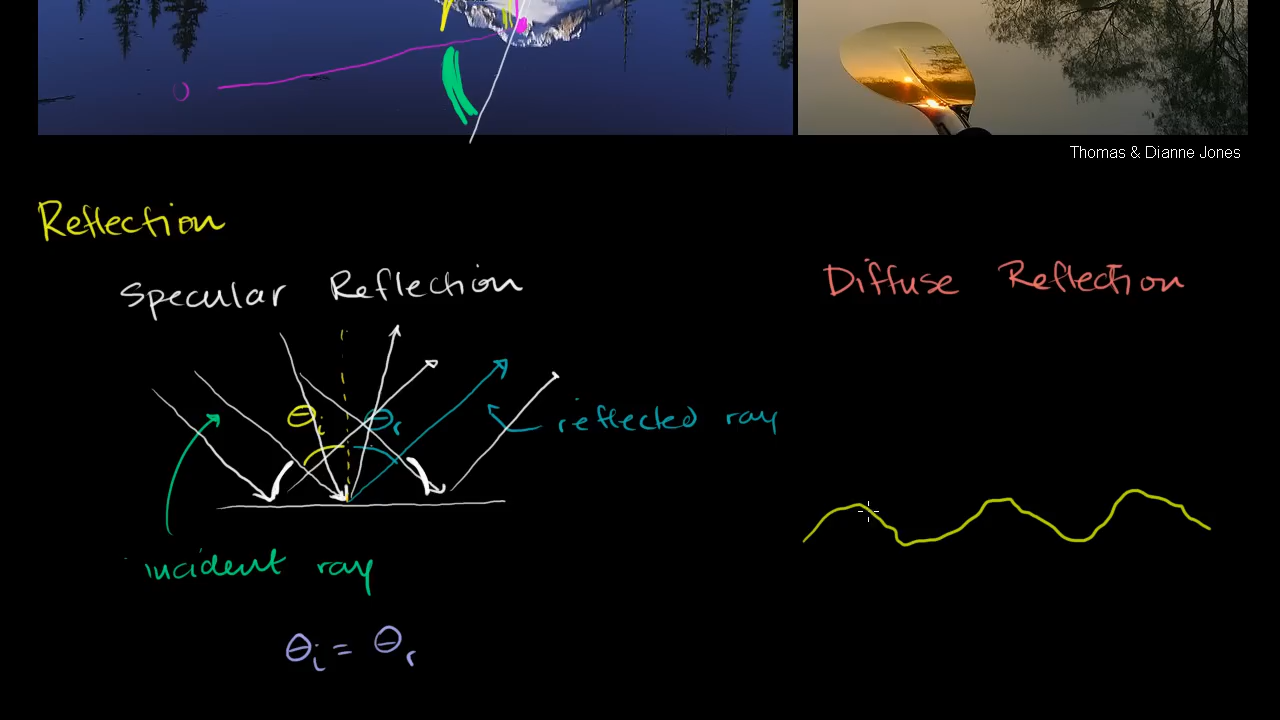 Thomas & Dianne Jones
Reflection
Specular Reflection
Diffuse Reflection
θi
θr
reflected ray
incident ray
θi = θr